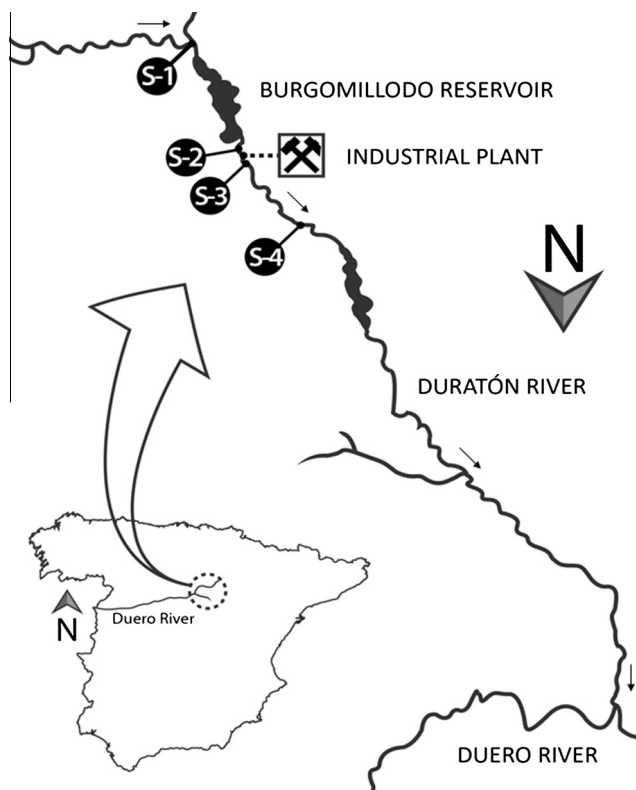 S-1
BURGOMILLODO RESERVOIR
S-2
INDUSTRIAL PLANT
S-3
S-4
N
DURATÓN RIVER
N
Duero River
DUERO RIVER